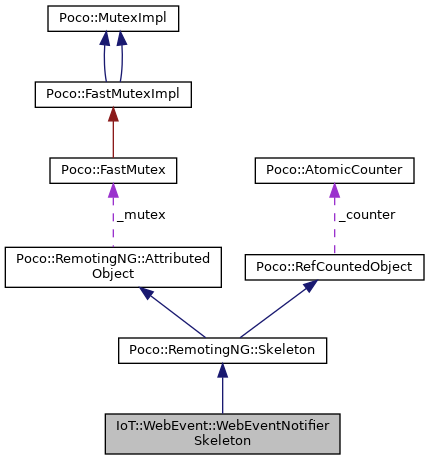 Poco::MutexImpl
Poco::FastMutexImpl
Poco::FastMutex
Poco::AtomicCounter
_mutex
_counter
Poco::RemotingNG::Attributed
Object
Poco::RefCountedObject
Poco::RemotingNG::Skeleton
IoT::WebEvent::WebEventNotifier
Skeleton